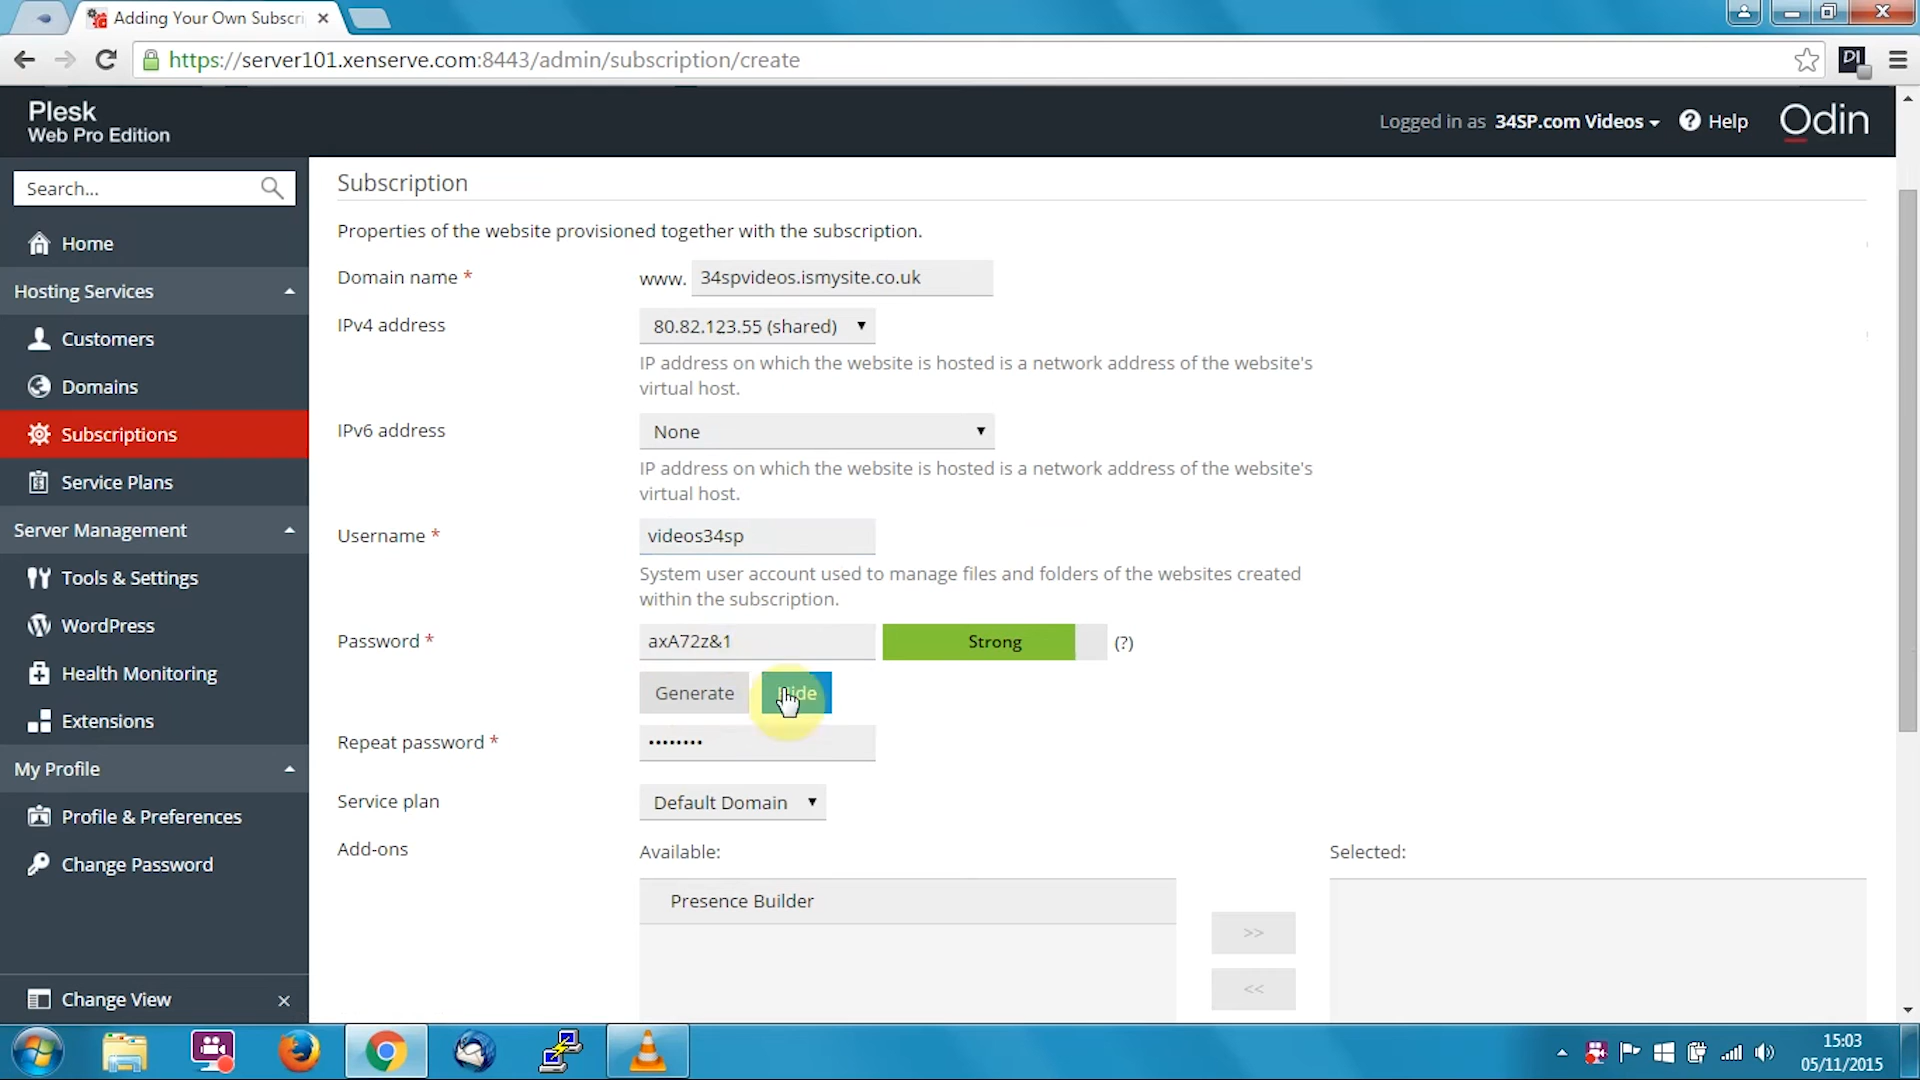 Adding Your Own Subscri
https://server101.xenserve.com:8443/admin/subscription/create
Plesk
Web Pro Edition
Logged in as 34SP.com Videos
Help
Odin
Search...
Home
Hosting Services
Customers
Domains
Subscriptions
Service Plans
Server Management
Tools & Settings
WordPress
Health Monitoring
Extensions
My Profile
Profile & Preferences
Change Password
Change View
Subscription
Properties of the website provisioned together with the subscription.
Domain name *
www. 34spvideos.ismysite.co.uk
IPv4 address
80.82.123.55 (shared)
IP address on which the website is hosted is a network address of the website's
virtual host.
IPv6 address
None
IP address on which the website is hosted is a network address of the website's
virtual host.
Username *
videos34sp
System user account used to manage files and folders of the websites created
within the subscription.
Password *
axA72z&1
Strong
(?)
Generate
Hide
Repeat password *
••••••••
Service plan
Default Domain
Add-ons
Available:
Selected:
Presence Builder
>>
<<
15:03
05/11/2015